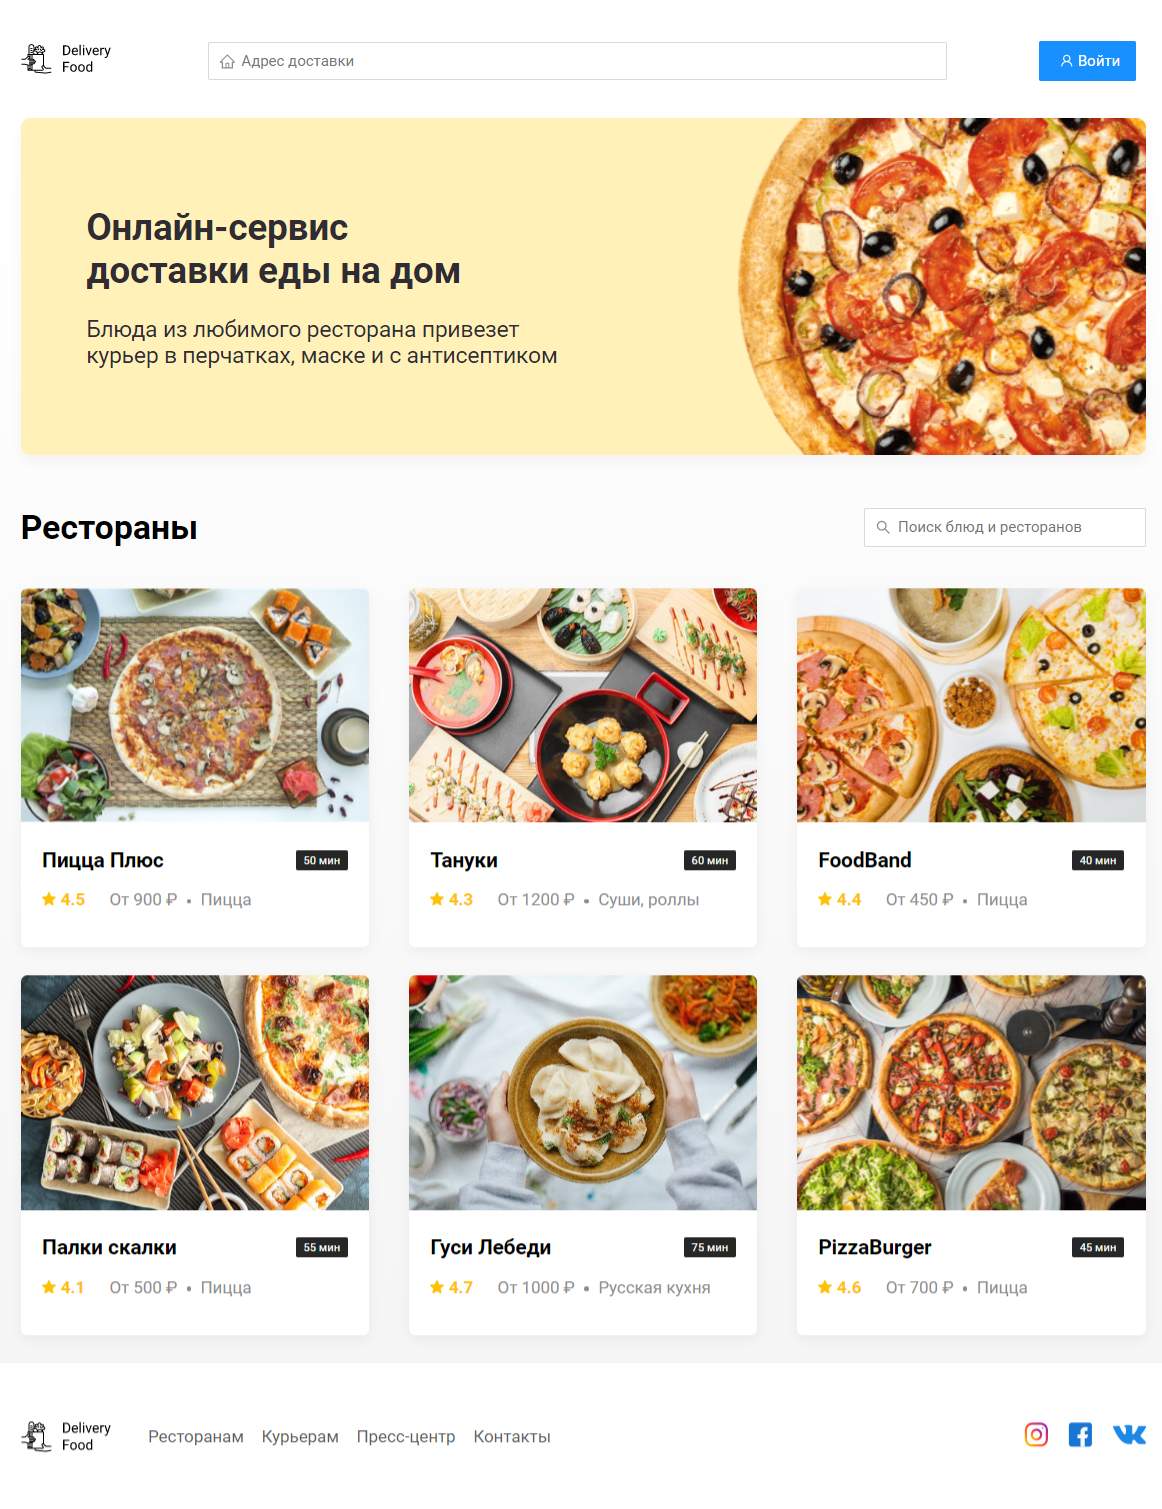 Delivery
Food
Адрес доставки
Войти
Онлайн-сервис
доставки еды на дом
Блюда из любимого ресторана привезет
курьер в перчатках, маске и с антисептиком
Рестораны
Поиск блюд и ресторанов
Пицца Плюс
50 мин
4.5 От 900 ₽ • Пицца
Тануки
60 мин
4.3 От 1200 ₽ • Суши, роллы
FoodBand
40 мин
4.4 От 450 ₽ • Пицца
Палки скалки
55 мин
4.1 От 500 ₽ • Пицца
Гуси Лебеди
75 мин
4.7 От 1000 ₽ • Русская кухня
PizzaBurger
45 мин
4.6 От 700 ₽ • Пицца
Delivery
Food
Ресторанам Курьерам Пресс-центр Контакты